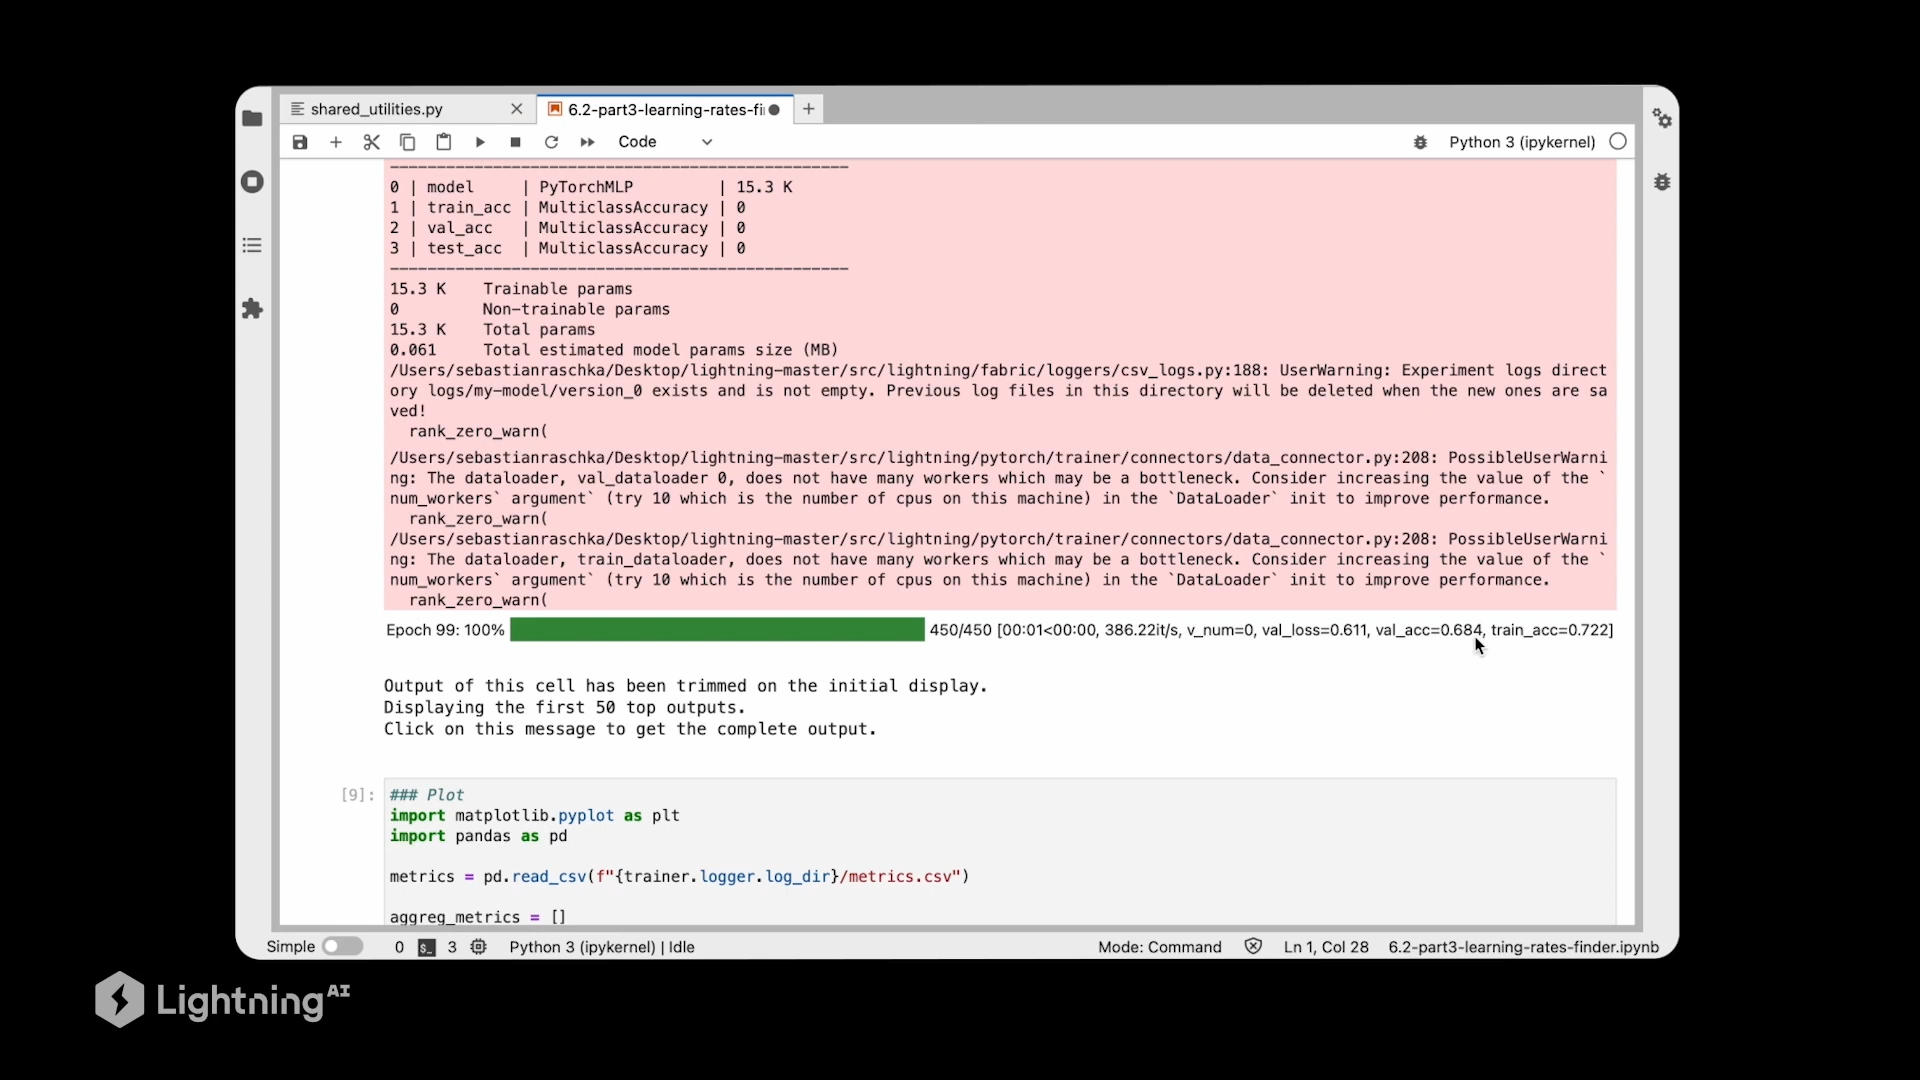 shared_utilities.py
6.2-part3-learning-rates-fi
Code
Python 3 (ipykernel)
0 | model | PyTorchMLP | 15.3 K
1 | train_acc | MulticlassAccuracy | 0
2 | val_acc | MulticlassAccuracy | 0
3 | test_acc | MulticlassAccuracy | 0
15.3 K Trainable params
0 Non-trainable params
15.3 K Total params
0.061 Total estimated model params size (MB)
/Users/sebastianraschka/Desktop/lightning-master/src/lightning/fabric/loggers/csv_logs.py:188: UserWarning: Experiment logs direct
ory logs/my-model/version_0 exists and is not empty. Previous log files in this directory will be deleted when the new ones are sa
ved!
rank_zero_warn(
/Users/sebastianraschka/Desktop/lightning-master/src/lightning/pytorch/trainer/connectors/data_connector.py:208: PossibleUserWarni
ng: The dataloader, val_dataloader 0, does not have many workers which may be a bottleneck. Consider increasing the value of the `
num_workers` argument` (try 10 which is the number of cpus on this machine) in the `DataLoader` init to improve performance.
rank_zero_warn(
/Users/sebastianraschka/Desktop/lightning-master/src/lightning/pytorch/trainer/connectors/data_connector.py:208: PossibleUserWarni
ng: The dataloader, train_dataloader, does not have many workers which may be a bottleneck. Consider increasing the value of the `
num_workers` argument` (try 10 which is the number of cpus on this machine) in the `DataLoader` init to improve performance.
rank_zero_warn(
Epoch 99: 100% 450/450 [00:01<00:00, 386.22it/s, v_num=0, val_loss=0.611, val_acc=0.684, train_acc=0.722]
Output of this cell has been trimmed on the initial display.
Displaying the first 50 top outputs.
Click on this message to get the complete output.
[9]: ### Plot
import matplotlib.pyplot as plt
import pandas as pd
metrics = pd.read_csv(f"{trainer.logger.log_dir}/metrics.csv")
aggreg_metrics = []
Simple 0 3 Python 3 (ipykernel) | Idle Mode: Command Ln 1, Col 28 6.2-part3-learning-rates-finder.ipynb
Lightning AI